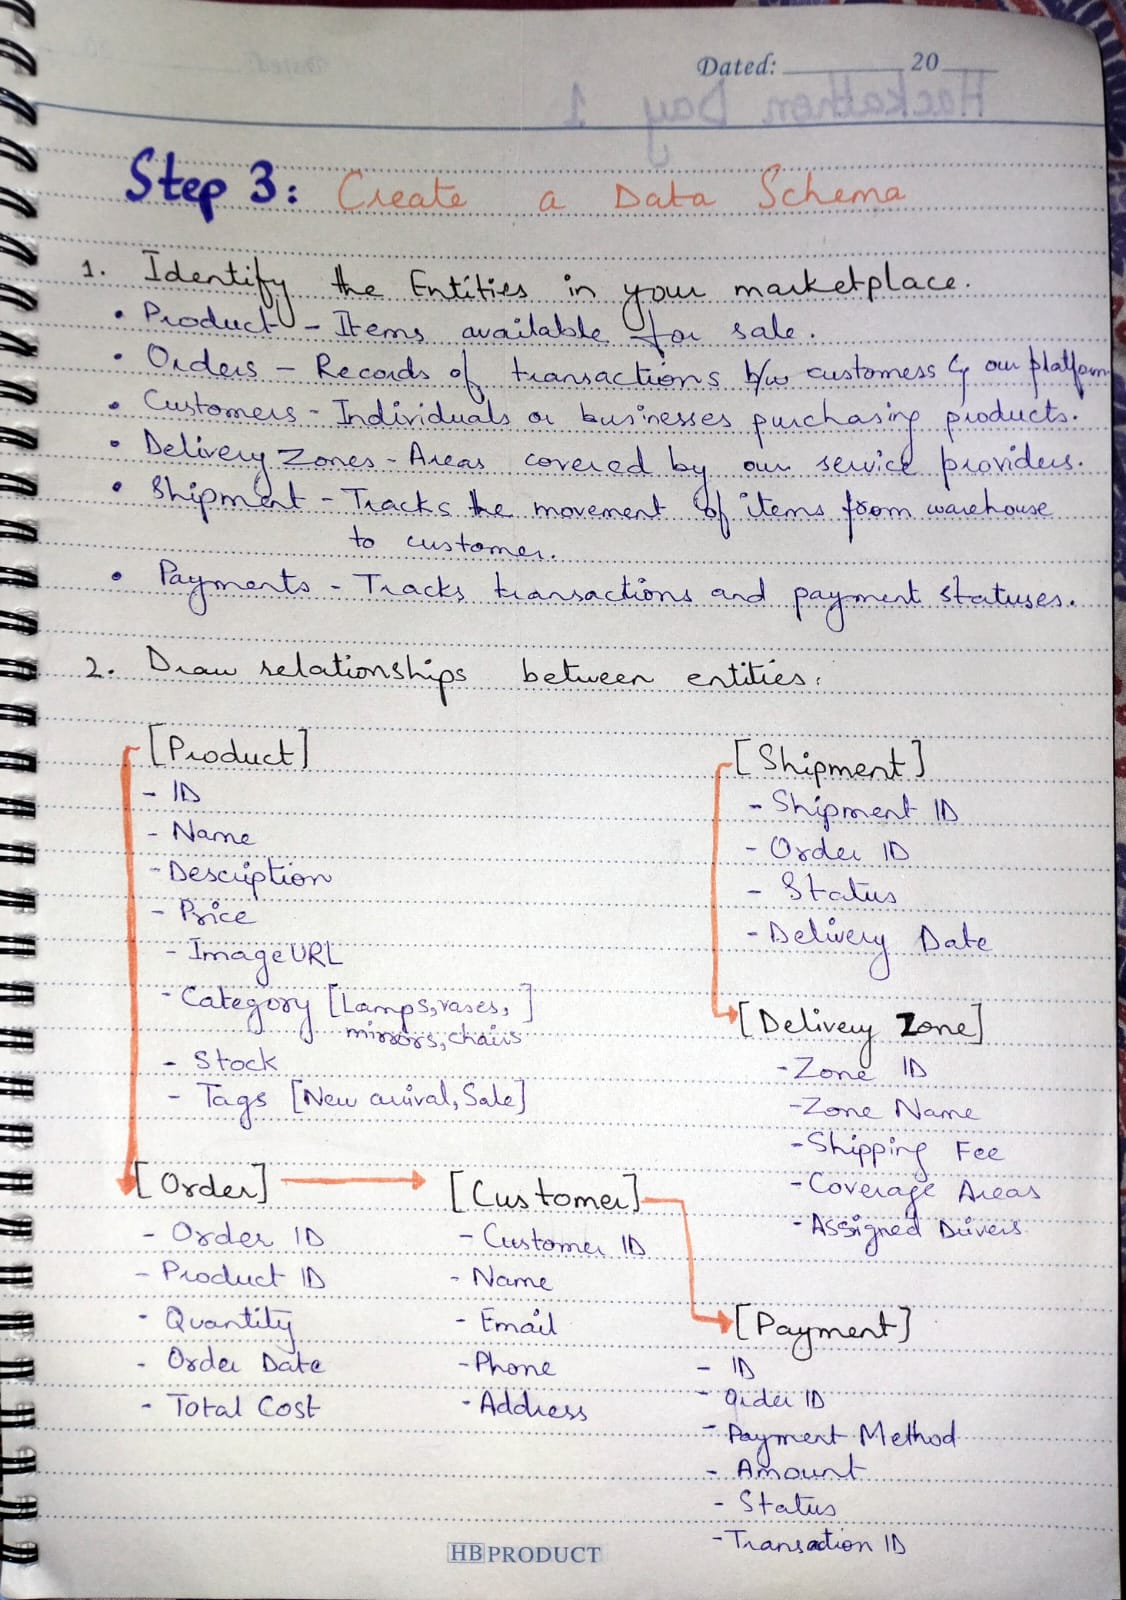 Dated: ________ 20____
Hackathon Day 1
Step 3: Create a Data Schema
1. Identify the Entities in your marketplace.
• Product - Items available for sale.
• Orders - Records of transactions b/w customess & our platform
• Customers - Individuals or businesses purchasing products.
• Delivery Zones - Areas covered by our service providers.
• Shipment - Tracks the movement of items from warehouse
to customer.
• Payments - Tracks transactions and payment statuses.
2. Draw relationships between entities:
[Product]
- ID
- Name
- Description
- Price
- Image URL
- Category [Lamps, vases, ]
mirrors, chairs
- Stock
- Tags [New arrival, Sale]
[Shipment]
- Shipment ID
- Order ID
- Status
- Delivery Date
[Delivery Zone]
- Zone ID
- Zone Name
- Shipping Fee
- Coverage Areas
- Assigned Drivers
[Order]
- Order ID
- Product ID
- Quantity
- Order Date
- Total Cost
[Customer]
- Customer ID
- Name
- Email
- Phone
- Address
[Payment]
- ID
- Order ID
- Payment Method
- Amount
- Status
- Transaction ID
HB PRODUCT